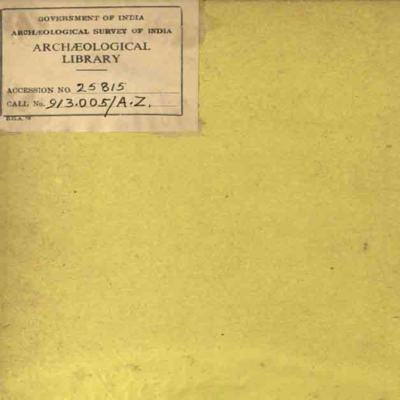 GOVERNMENT OF INDIA
ARCHÆOLOGICAL SURVEY OF INDIA
ARCHÆOLOGICAL
LIBRARY
ACCESSION NO. 25815
CALL No. 913.005/A.Z.